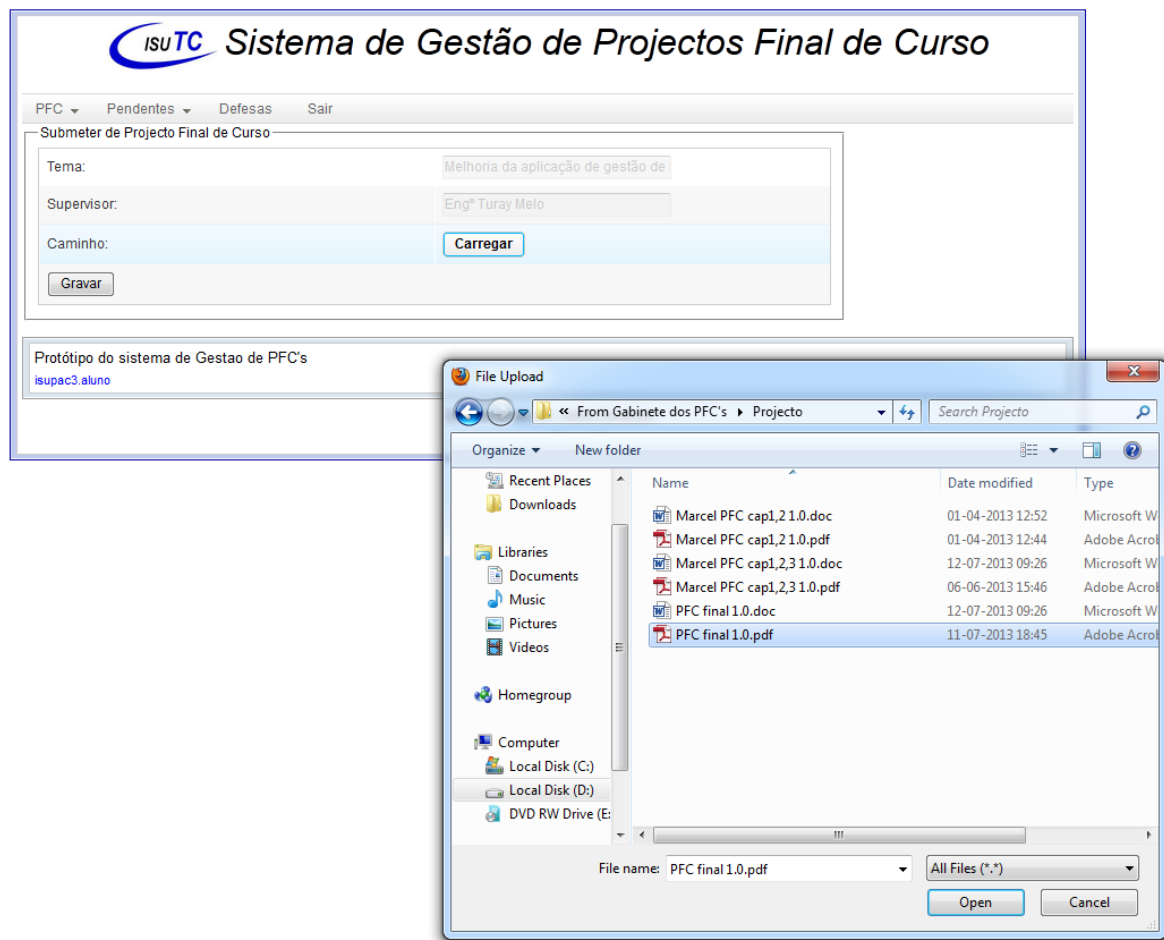 ISUTC Sistema de Gestão de Projectos Final de Curso
PFC Pendentes Defesas Sair
Submeter de Projecto Final de Curso
Tema: Melhoria da aplicação de gestão de
Supervisor: Engº Turay Melo
Caminho: Carregar
Gravar
Protótipo do sistema de Gestao de PFC's
isupac3.aluno
File Upload
« From Gabinete dos PFC's Projecto Search Projecto
Organize New folder
Recent Places
Downloads
Libraries
Documents
Music
Pictures
Videos
Homegroup
Computer
Local Disk (C:)
Local Disk (D:)
DVD RW Drive (E:
Name Date modified Type
Marcel PFC cap1,2 1.0.doc 01-04-2013 12:52 Microsoft W
Marcel PFC cap1,2 1.0.pdf 01-04-2013 12:44 Adobe Acrob
Marcel PFC cap1,2,3 1.0.doc 12-07-2013 09:26 Microsoft W
Marcel PFC cap1,2,3 1.0.pdf 06-06-2013 15:46 Adobe Acrob
PFC final 1.0.doc 12-07-2013 09:26 Microsoft W
PFC final 1.0.pdf 11-07-2013 18:45 Adobe Acrob
File name: PFC final 1.0.pdf All Files (*.*)
Open Cancel